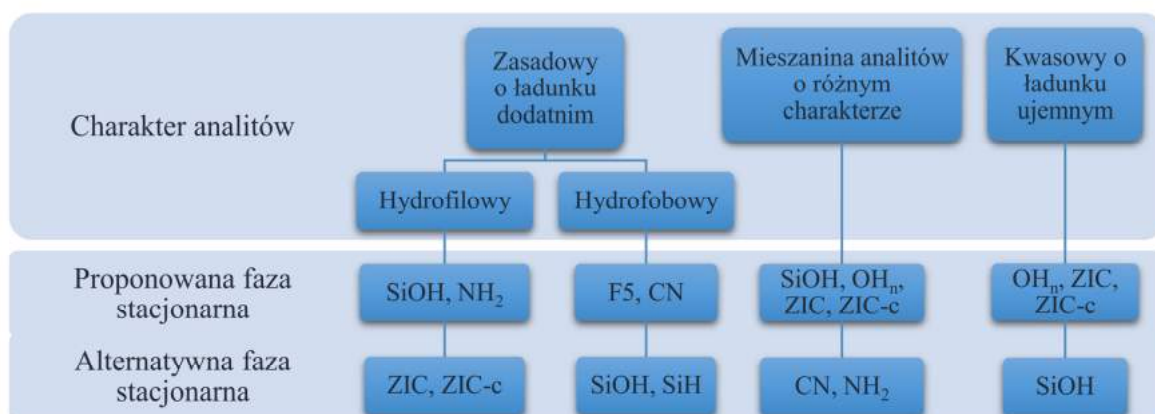 Charakter analitów
Zasadowy
o ładunku
dodatnim
Mieszanina analitów
o różnym
charakterze
Kwasowy o
ładunku
ujemnym
Hydrofilowy
Hydrofobowy
Proponowana faza
stacjonarna
SiOH, NH₂
F5, CN
SiOH, OHₙ,
ZIC, ZIC-c
OHₙ, ZIC,
ZIC-c
Alternatywna faza
stacjonarna
ZIC, ZIC-c
SiOH, SiH
CN, NH₂
SiOH